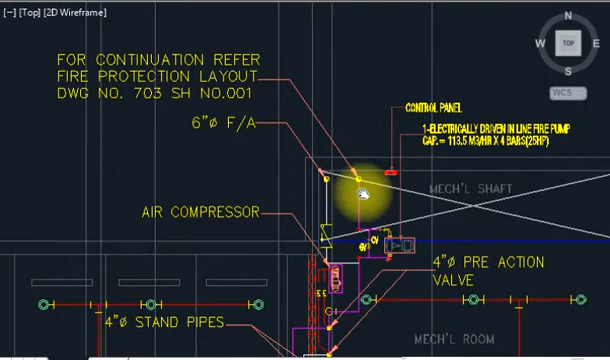 [−] [Top] [2D Wireframe]
N
W TOP E
S
WCS
FOR CONTINUATION REFER
FIRE PROTECTION LAYOUT
DWG NO. 703 SH NO.001
6"ø F/A
CONTROL PANEL
1-ELECTRICALLY DRIVEN IN LINE FIRE PUMP
CAP. = 113.5 M3/HR X 4 BARS(25HP)
MECH'L SHAFT
AIR COMPRESSOR
GV
CV
4"ø PRE ACTION
VALVE
4"ø STAND PIPES
MECH'L ROOM